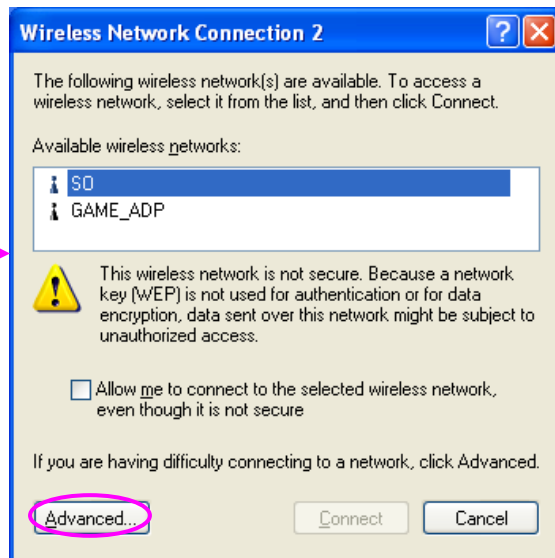 Wireless Network Connection 2
The following wireless network(s) are available. To access a
wireless network, select it from the list, and then click Connect.
Available wireless networks:
SO
GAME_ADP
This wireless network is not secure. Because a network
key (WEP) is not used for authentication or for data
encryption, data sent over this network might be subject to
unauthorized access.
Allow me to connect to the selected wireless network,
even though it is not secure
If you are having difficulty connecting to a network, click Advanced.
Advanced... Connect Cancel